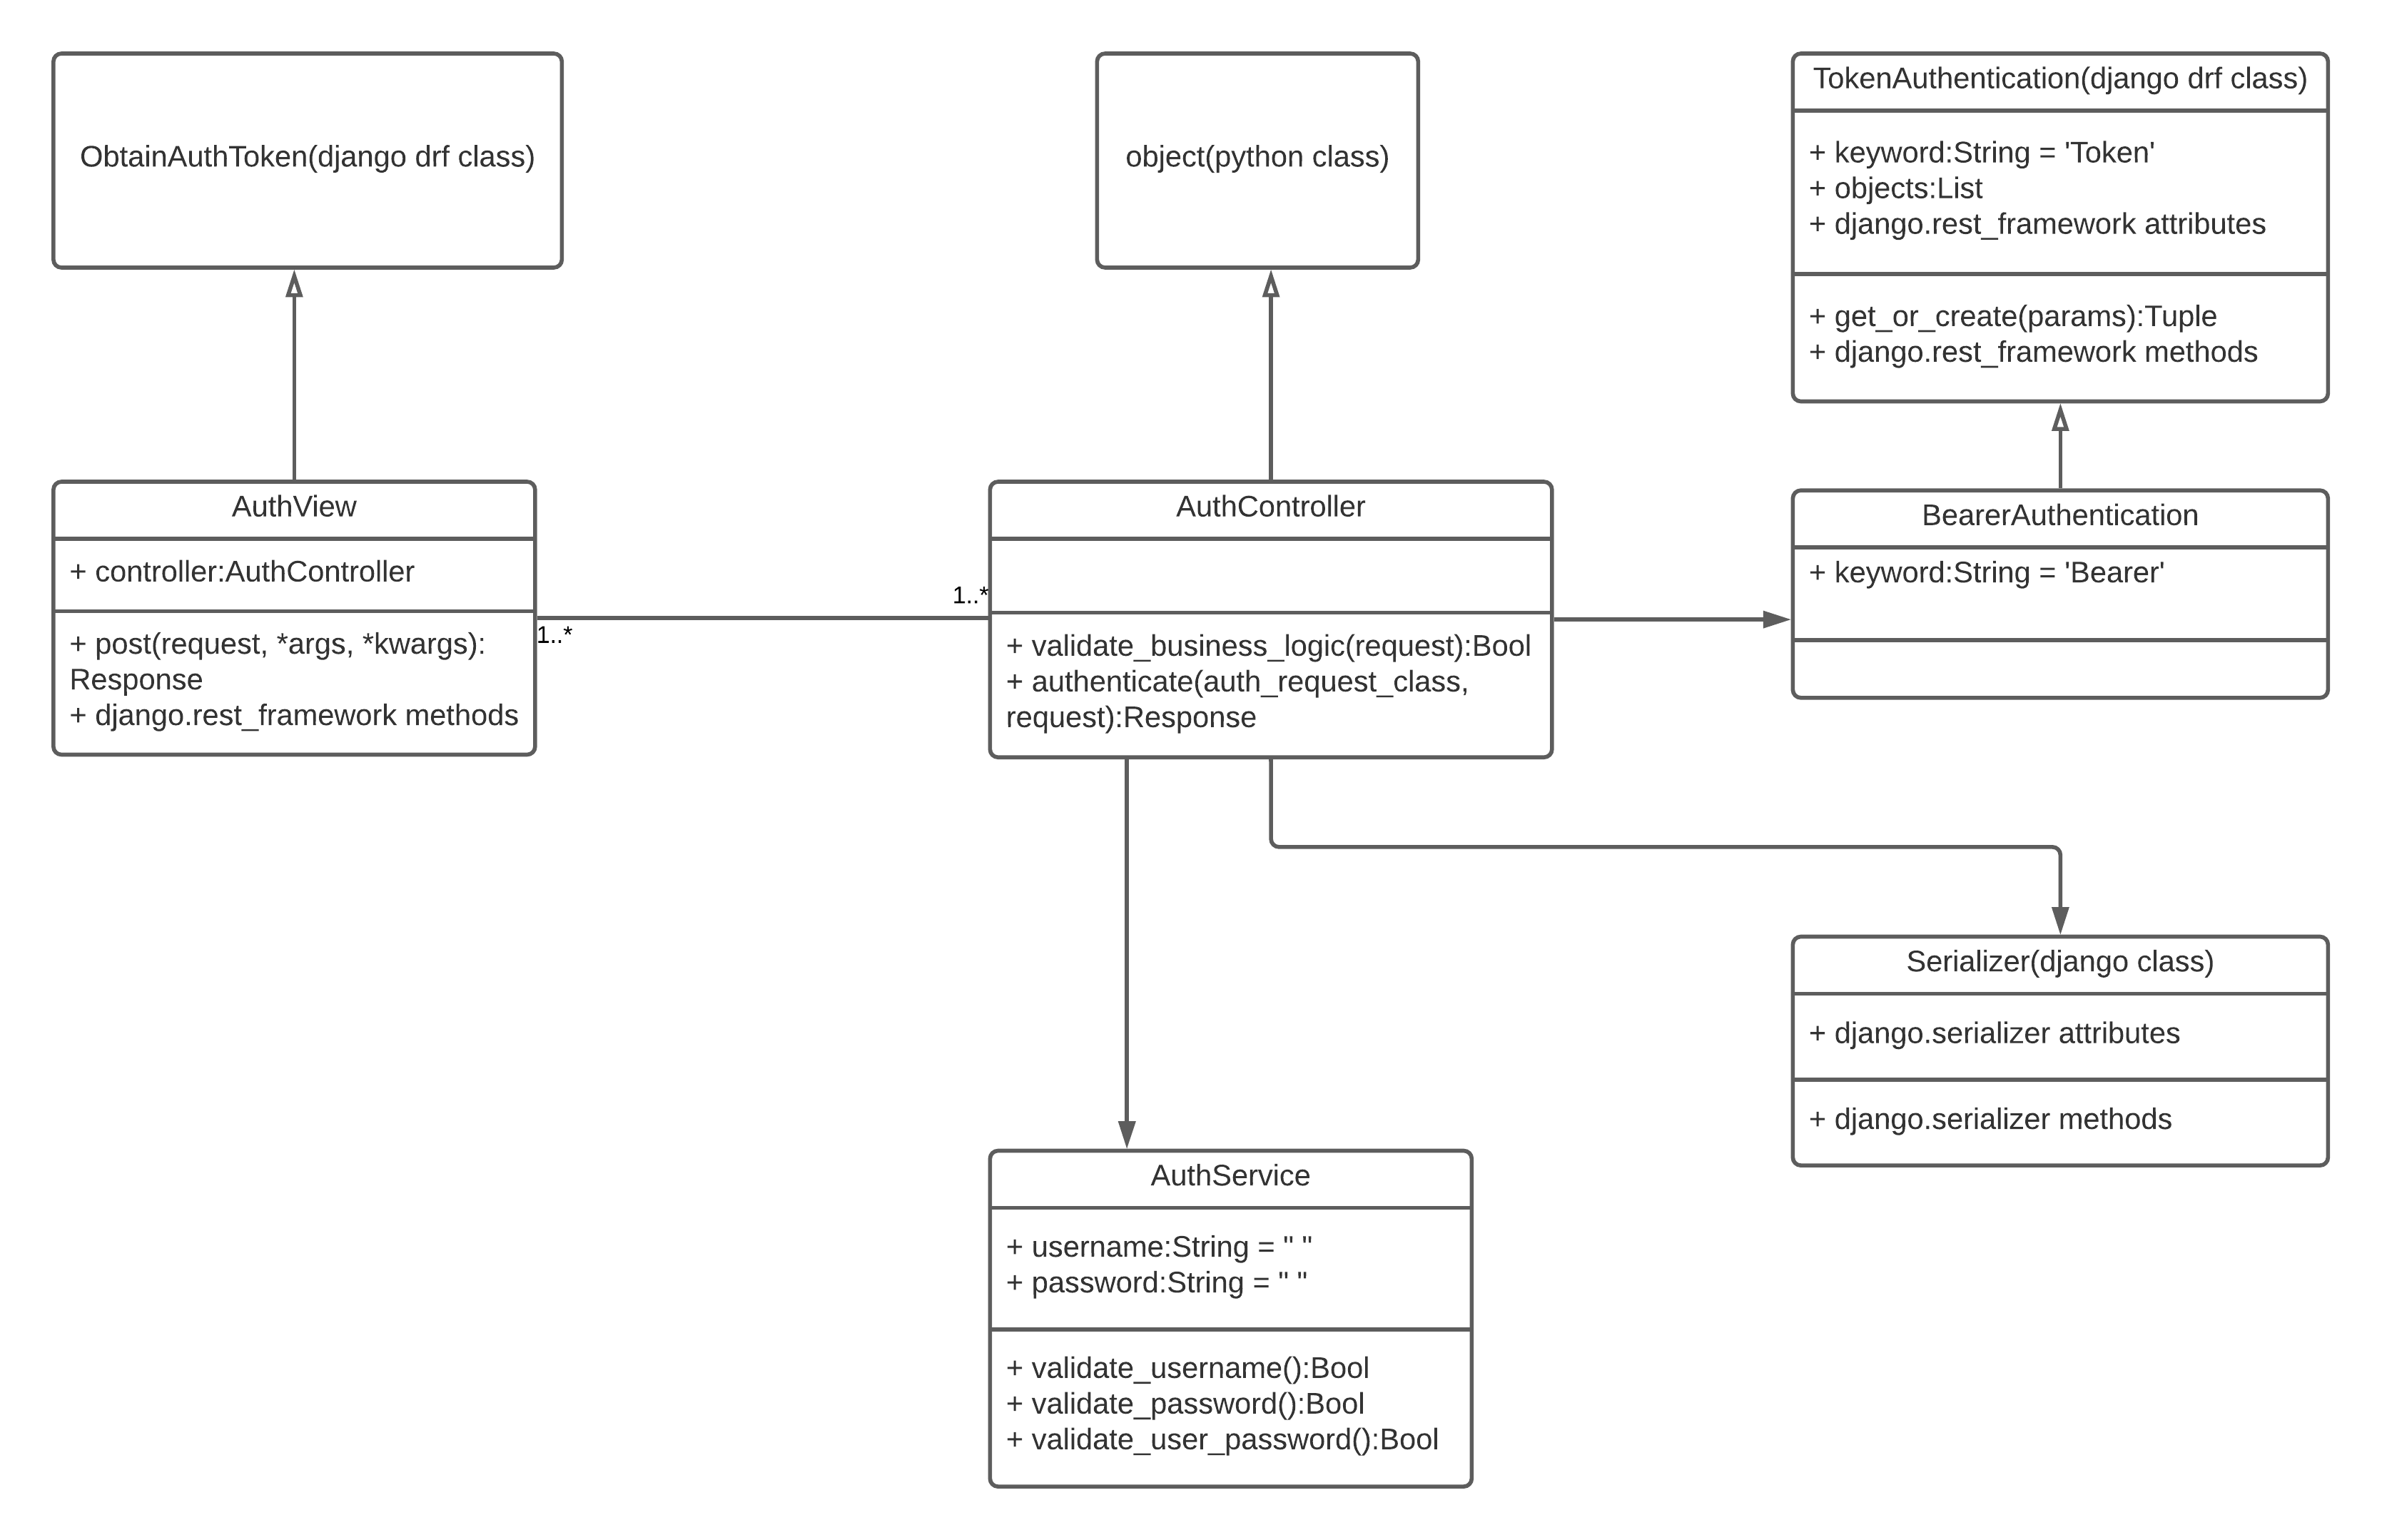 ObtainAuthToken(django drf class)
object(python class)
TokenAuthentication(django drf class)
+ keyword:String = 'Token'
+ objects:List
+ django.rest_framework attributes
+ get_or_create(params):Tuple
+ django.rest_framework methods
AuthView
+ controller:AuthController
+ post(request, *args, *kwargs):
Response
+ django.rest_framework methods
1..*
1..*
AuthController
+ validate_business_logic(request):Bool
+ authenticate(auth_request_class,
request):Response
BearerAuthentication
+ keyword:String = 'Bearer'
Serializer(django class)
+ django.serializer attributes
+ django.serializer methods
AuthService
+ username:String = " "
+ password:String = " "
+ validate_username():Bool
+ validate_password():Bool
+ validate_user_password():Bool